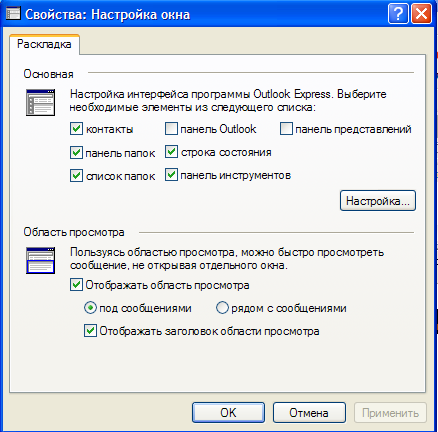 Свойства: Настройка окна
Раскладка
Основная
Настройка интерфейса программы Outlook Express. Выберите
необходимые элементы из следующего списка:
контакты панель Outlook панель представлений
панель папок строка состояния
список папок панель инструментов
Настройка...
Область просмотра
Пользуясь областью просмотра, можно быстро просмотреть
сообщение, не открывая отдельного окна.
Отображать область просмотра
под сообщениями рядом с сообщениями
Отображать заголовок области просмотра
OK Отмена Применить